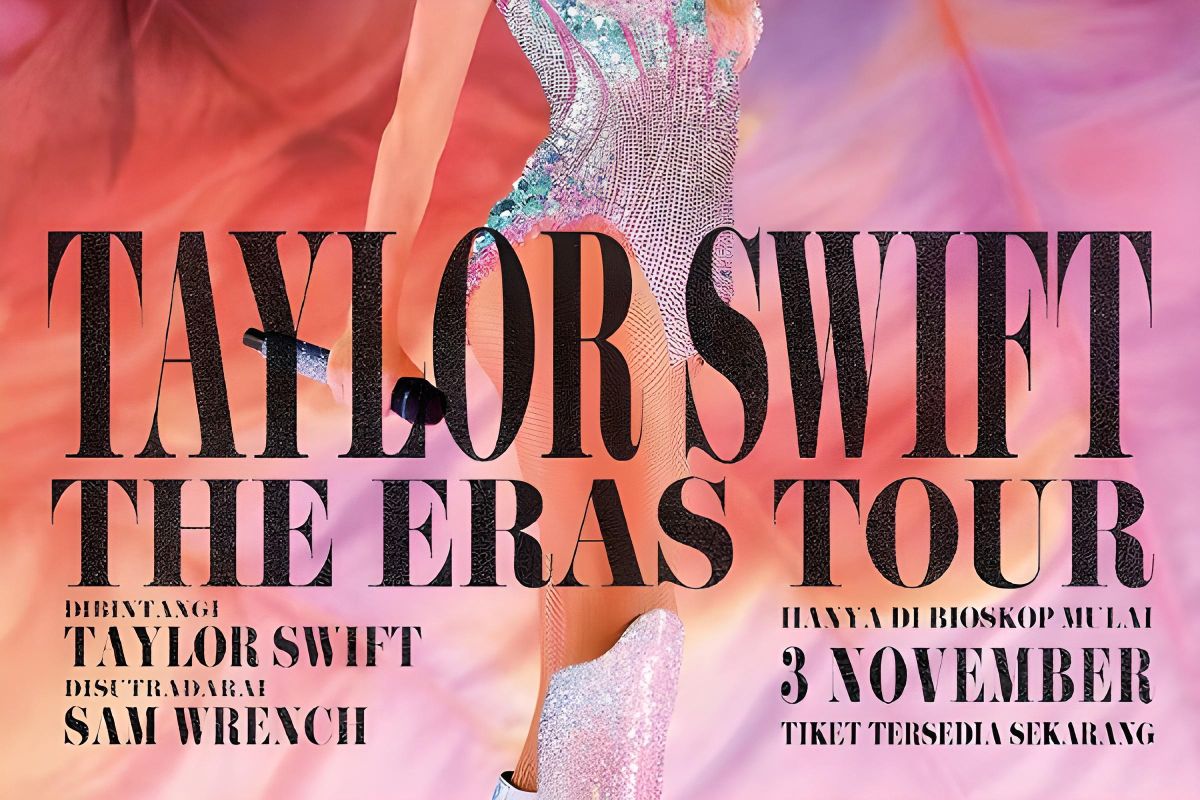 TAYLOR SWIFT
THE ERAS TOUR
DIBINTANGI
TAYLOR SWIFT
DISUTRADARAI
SAM WRENCH
HANYA DI BIOSKOP MULAI
3 NOVEMBER
TIKET TERSEDIA SEKARANG